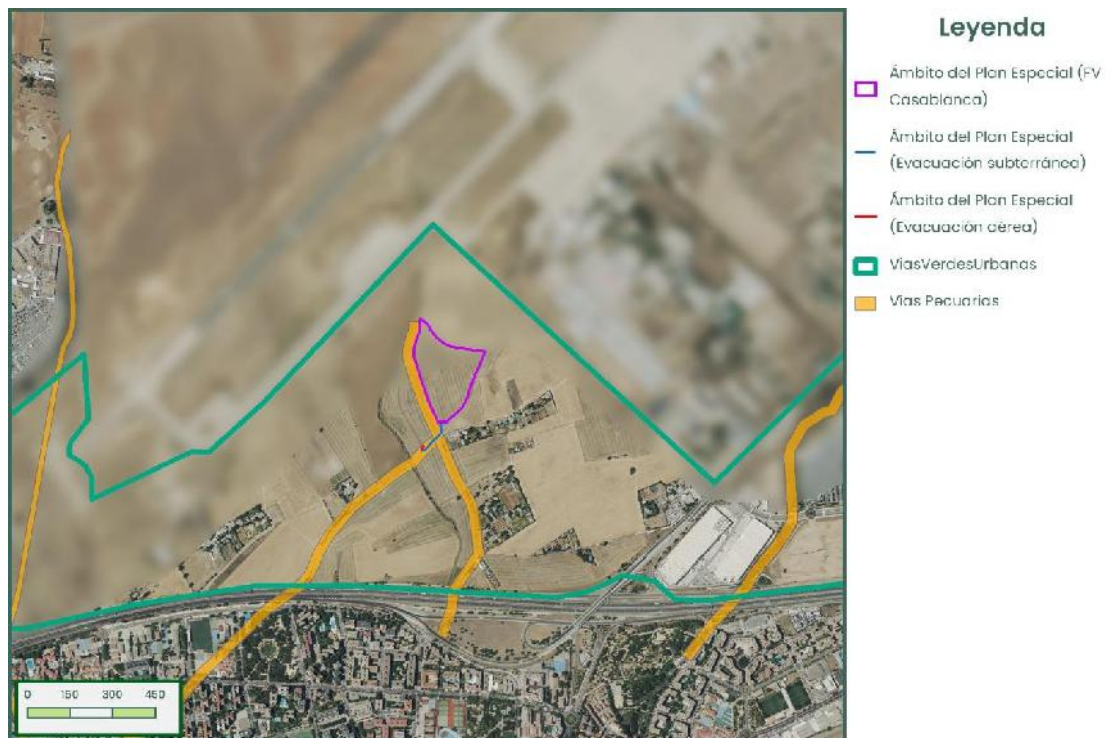 Leyenda
Ámbito del Plan Especial (FV
Casablanca)
Ámbito del Plan Especial
(Evacuación subterránea)
Ámbito del Plan Especial
(Evacuación aérea)
ViasVerdesUrbanas
Vias Pecuarias
0 150 300 450